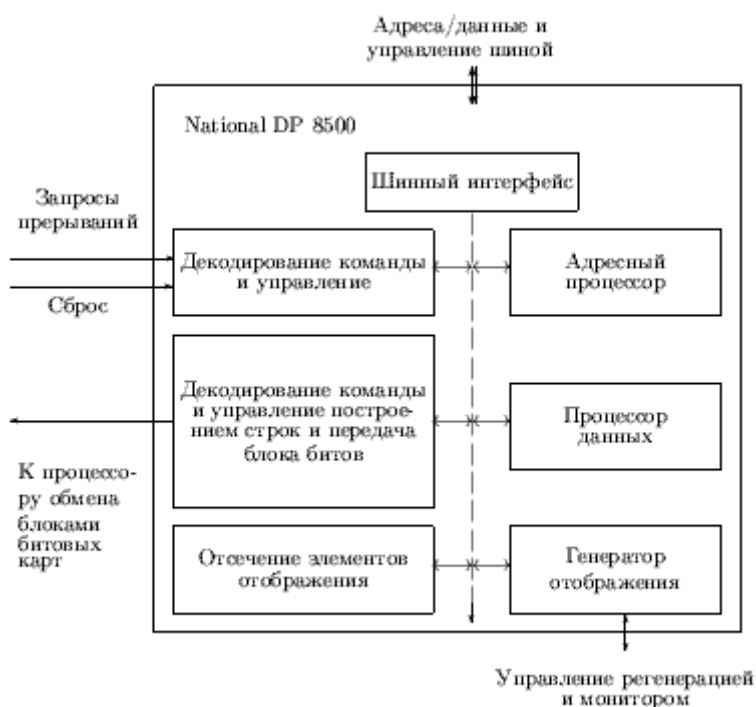 Адреса/данные и
управление шиной
National DP 8500
Шинный интерфейс
Запросы
прерываний
Декодирование команды
и управление
Адресный
процессор
Сброс
Декодирование команды
и управление построе-
нием строк и передача
блока битов
Процессор
данных
К процессо-
ру обмена
блоками
битовых
карт
Отсечение элементов
отображения
Генератор
отображения
Управление регенерацией
и монитором